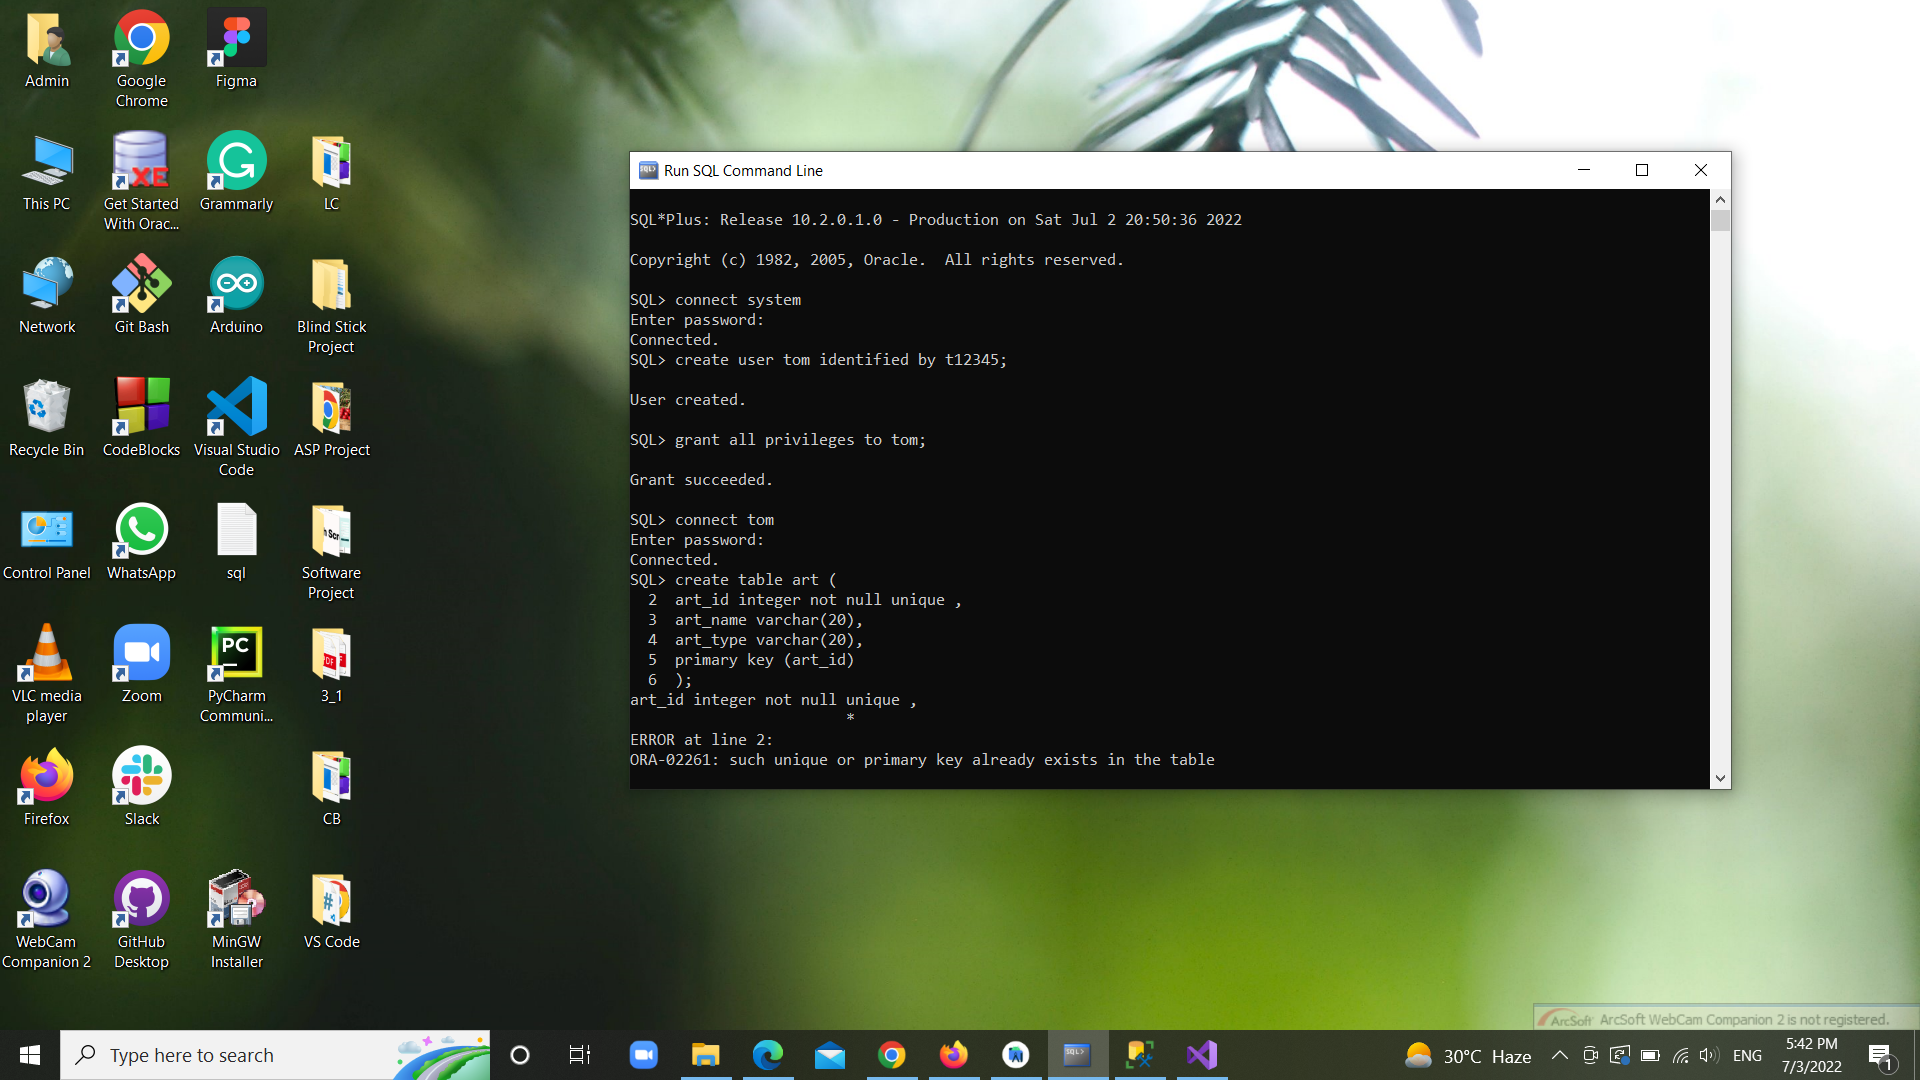 Admin
Google
Chrome
Figma
This PC
Get Started
With Orac...
Grammarly
LC
Network
Git Bash
Arduino
Blind Stick
Project
Recycle Bin
CodeBlocks
Visual Studio
Code
ASP Project
Control Panel
WhatsApp
sql
Software
Project
VLC media
player
Zoom
PyCharm
Communi...
3_1
Firefox
Slack
CB
WebCam
Companion 2
GitHub
Desktop
MinGW
Installer
VS Code
XE
PC
PDF
Run SQL Command Line
SQL*Plus: Release 10.2.0.1.0 - Production on Sat Jul 2 20:50:36 2022
Copyright (c) 1982, 2005, Oracle.  All rights reserved.
SQL> connect system
Enter password:
Connected.
SQL> create user tom identified by t12345;
User created.
SQL> grant all privileges to tom;
Grant succeeded.
SQL> connect tom
Enter password:
Connected.
SQL> create table art (
2  art_id integer not null unique ,
3  art_name varchar(20),
4  art_type varchar(20),
5  primary key (art_id)
6  );
art_id integer not null unique ,
*
ERROR at line 2:
ORA-02261: such unique or primary key already exists in the table
ArcSoft ArcSoft WebCam Companion 2 is not registered.
Type here to search
30°C Haze
ENG
5:42 PM
7/3/2022
1